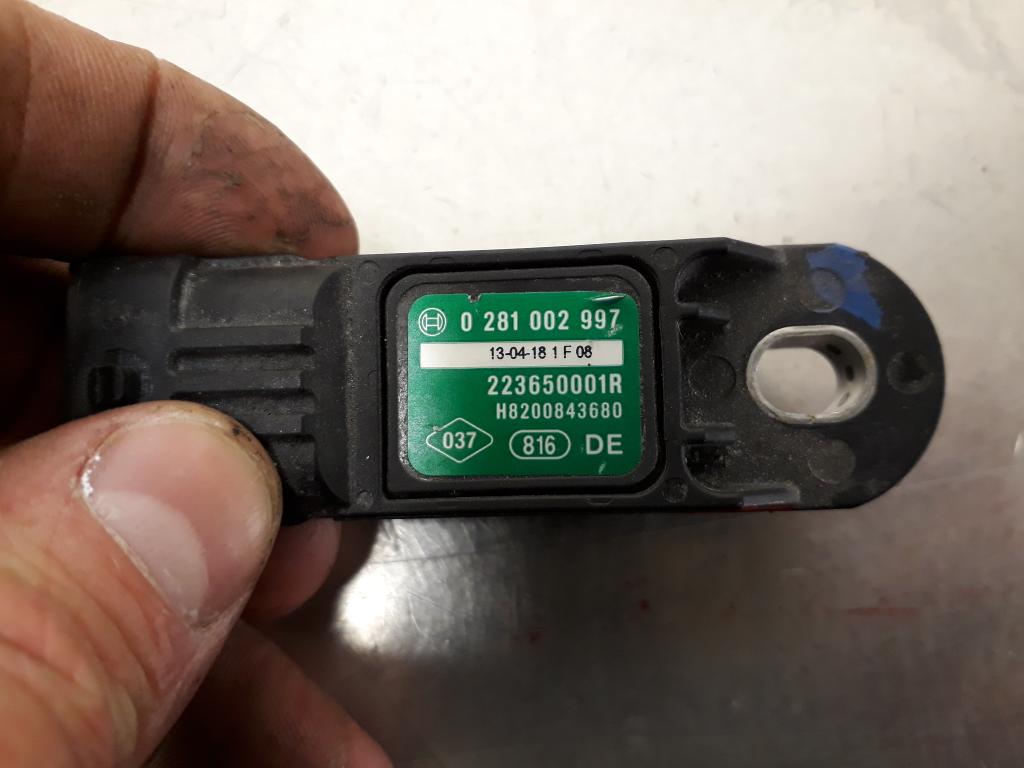 0 281 002 997
13-04-18 1 F 08
223650001R
H8200843680
037 816 DE